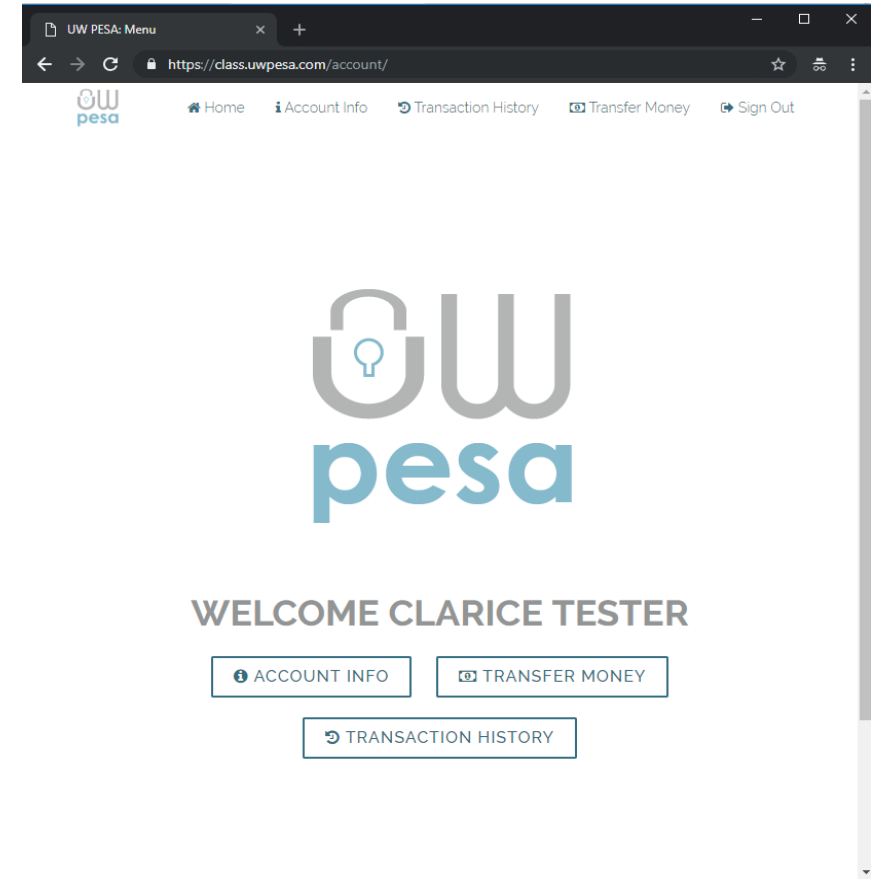 UW PESA: Menu
https://class.uwpesa.com/account/
UW pesa
Home Account Info Transaction History Transfer Money Sign Out
UW
pesa
WELCOME CLARICE TESTER
ACCOUNT INFO TRANSFER MONEY
TRANSACTION HISTORY